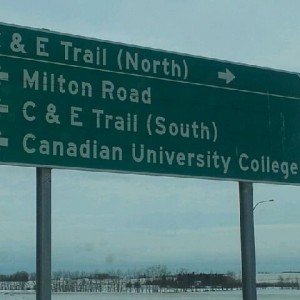 & E Trail (North) →
← Milton Road
← C & E Trail (South)
← Canadian University College